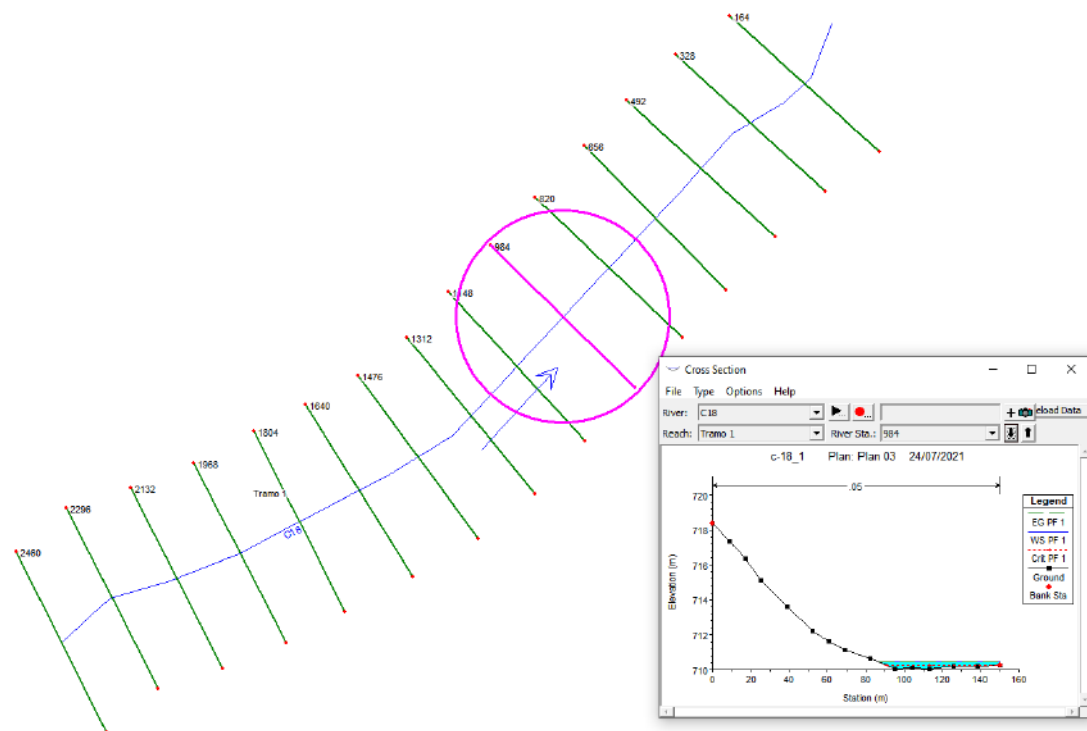 164
328
492
656
820
984
1148
1312
1476
1640
1804
1968
Tramo 1
2132
2296
C18
2460
Cross Section
File Type Options Help
River: C18 eload Data
Reach: Tramo 1 River Sta.: 984
c-18_1 Plan: Plan 03 24/07/2021
.05
720
718
716
714
712
710
Elevation (m)
0 20 40 60 80 100 120 140 160
Station (m)
Legend
EG PF 1
WS PF 1
Crit PF 1
Ground
Bank Sta